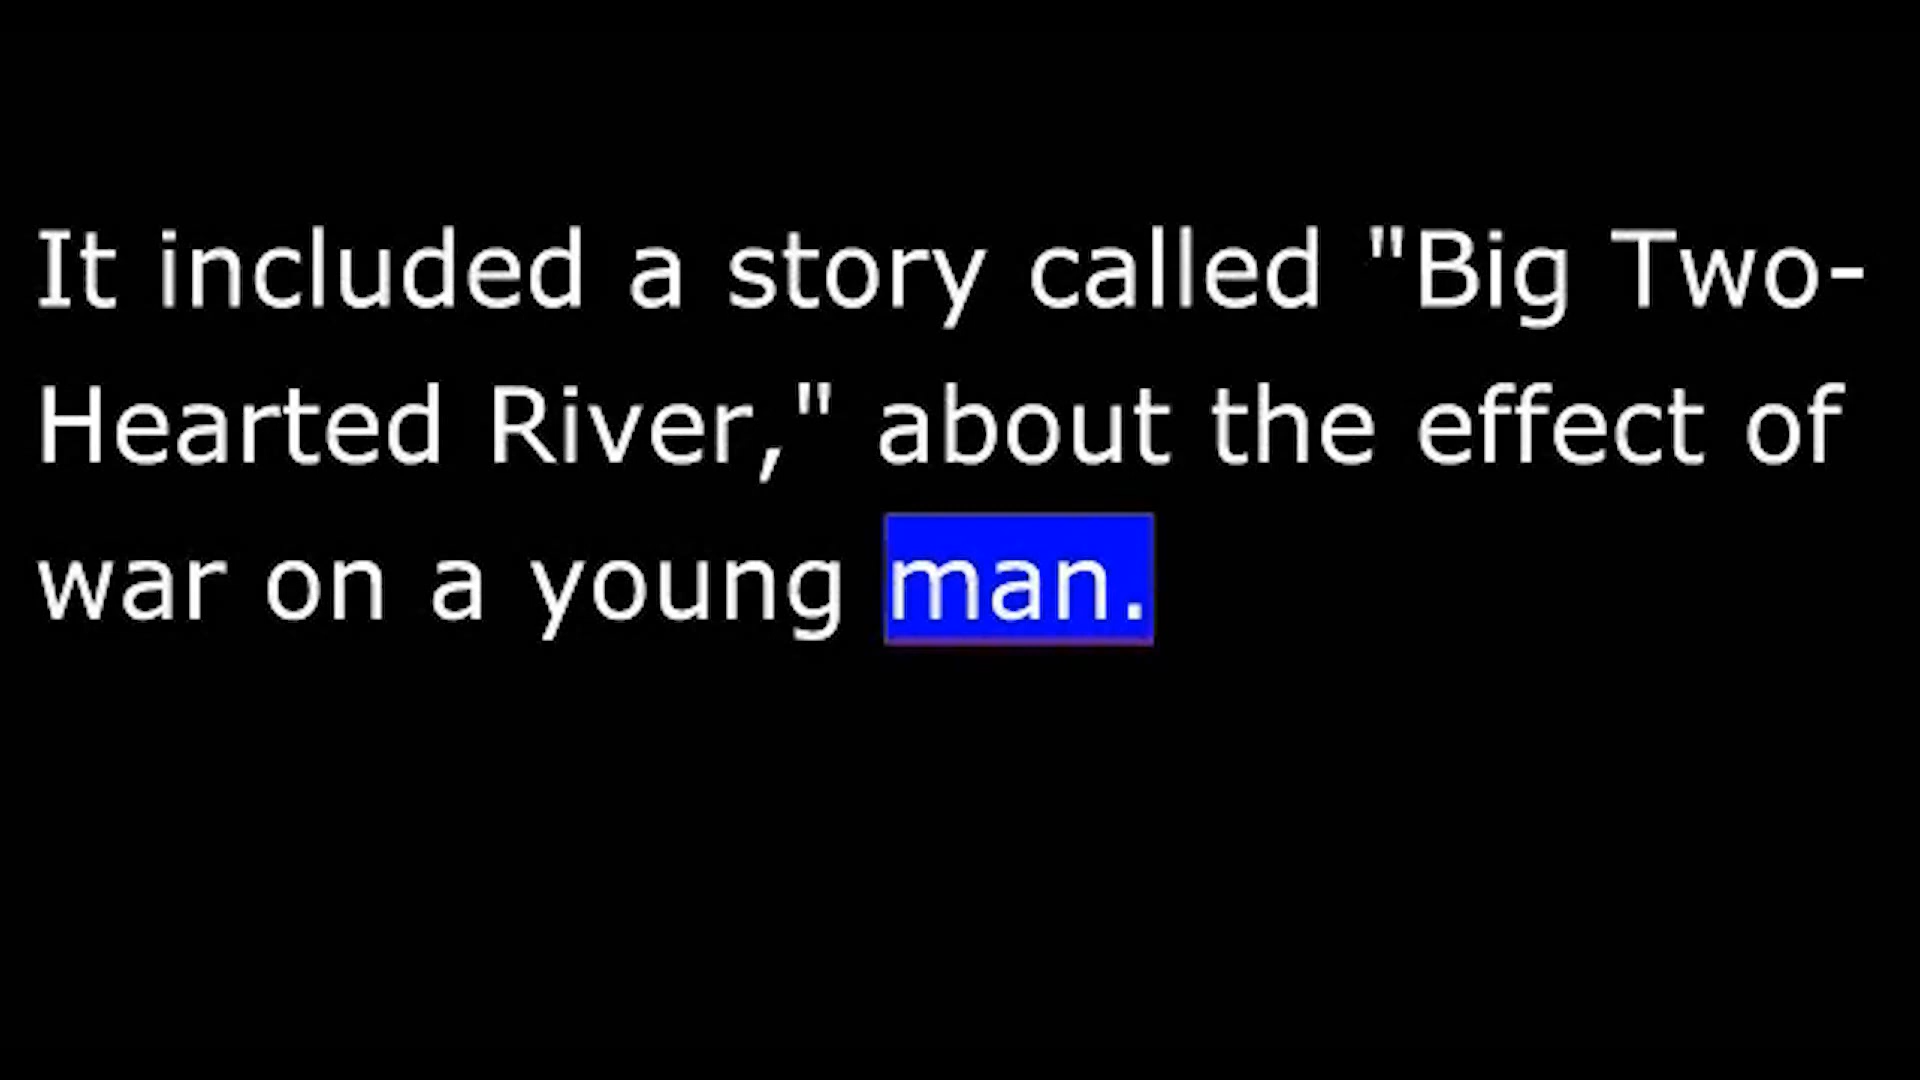 It included a story called "Big Two-
Hearted River," about the effect of
war on a young man.